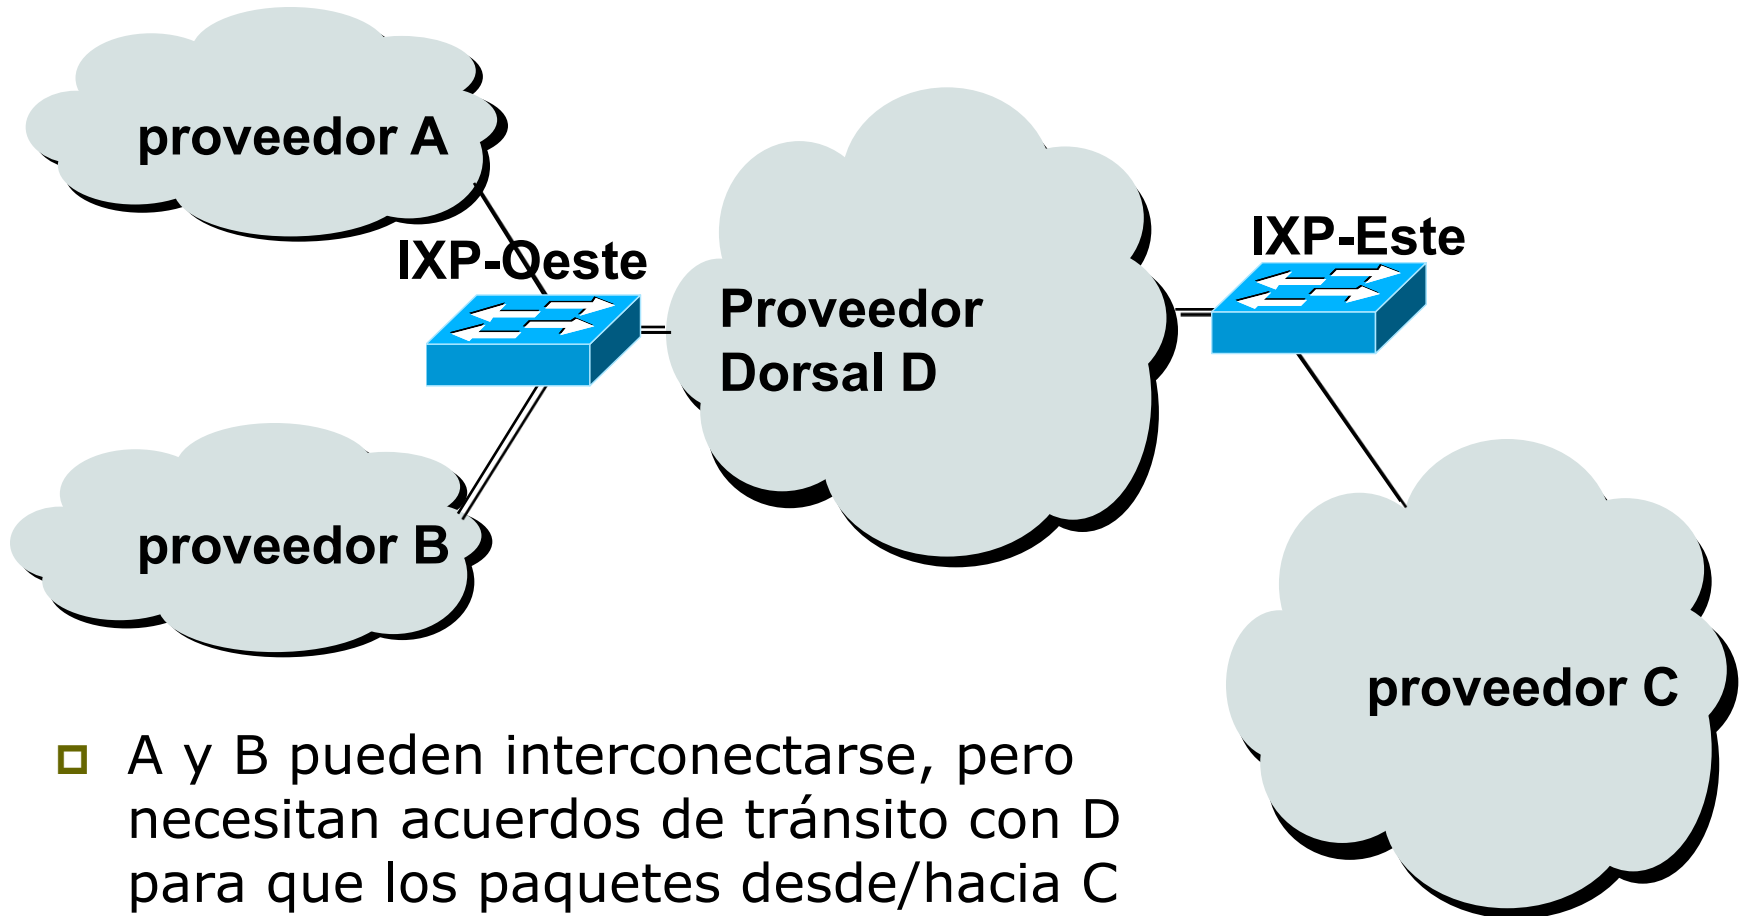 proveedor A
IXP-Oeste
IXP-Este
Proveedor
Dorsal D
proveedor B
proveedor C
A y B pueden interconectarse, pero
necesitan acuerdos de tránsito con D
para que los paquetes desde/hacia C